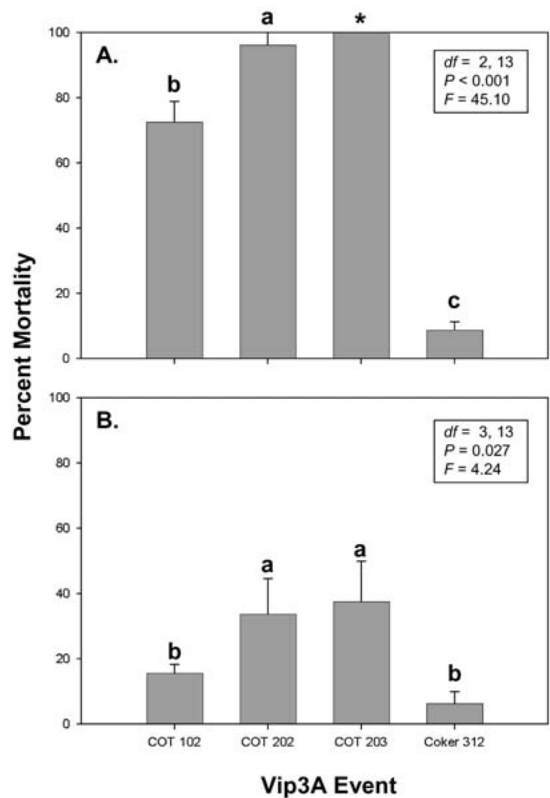 A.
df = 2, 13
P < 0.001
F = 45.10
100
80
60
40
20
0
b
a
*
c
Percent Mortality
B.
df = 3, 13
P = 0.027
F = 4.24
100
80
60
40
20
0
b
a
a
b
COT 102 COT 202 COT 203 Coker 312
Vip3A Event